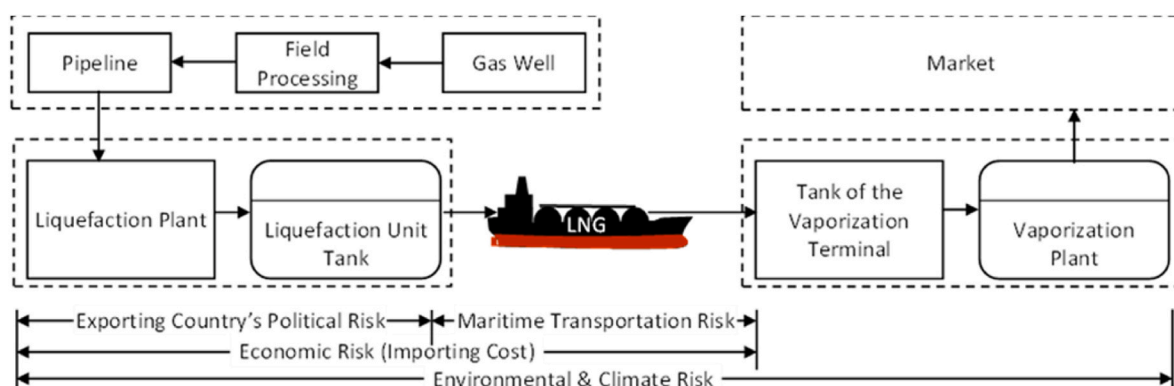 Pipeline
Field
Processing
Gas Well
Market
Liquefaction Plant
Liquefaction Unit
Tank
LNG
Tank of the
Vaporization
Terminal
Vaporization
Plant
Exporting Country's Political Risk
Maritime Transportation Risk
Economic Risk (Importing Cost)
Environmental & Climate Risk